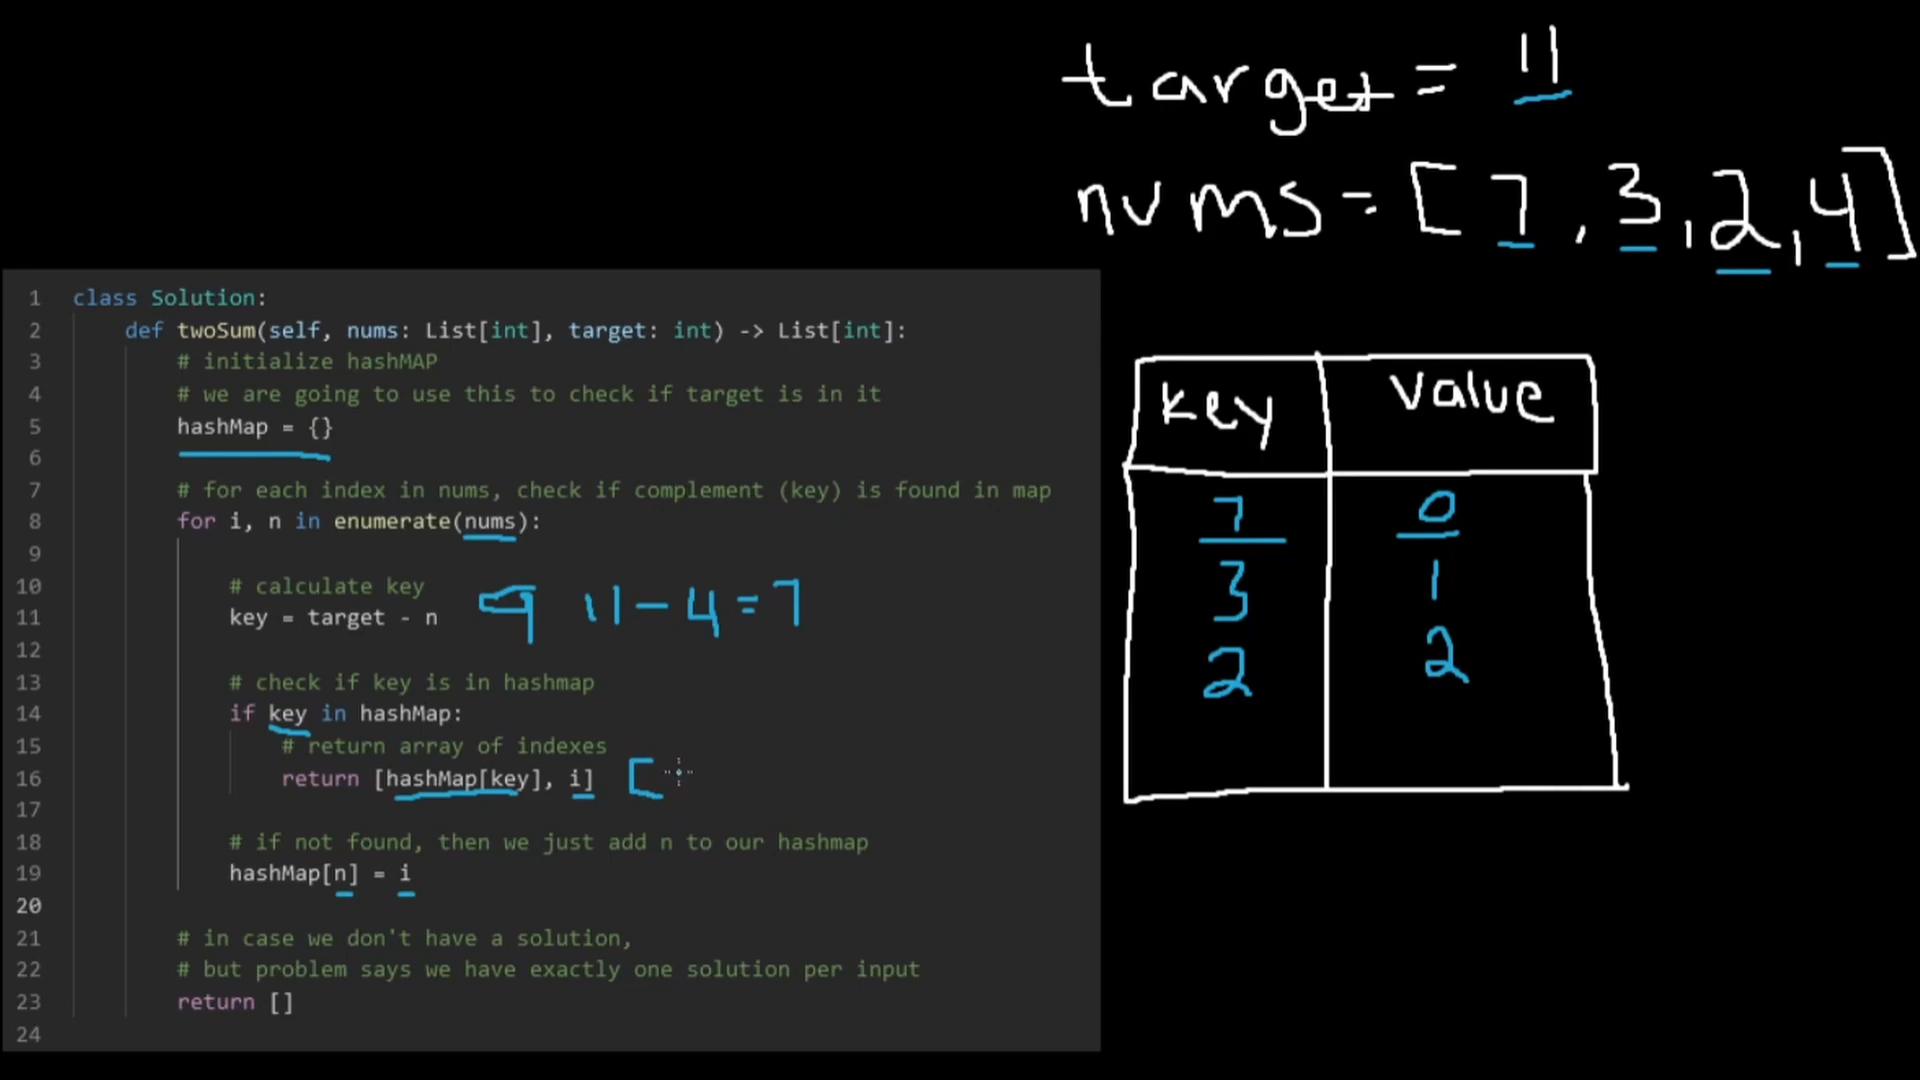 target = 11
nums = [7, 3, 2, 4]
1 class Solution:
2 def twoSum(self, nums: List[int], target: int) -> List[int]:
3 # initialize hashMAP
4 # we are going to use this to check if target is in it
5 hashMap = {}
6
7 # for each index in nums, check if complement (key) is found in map
8 for i, n in enumerate(nums):
9
10 # calculate key
11 key = target - n 9 11 - 4 = 7
12
13 # check if key is in hashmap
14 if key in hashMap:
15 # return array of indexes
16 return [hashMap[key], i] [
17
18 # if not found, then we just add n to our hashmap
19 hashMap[n] = i
20
21 # in case we don't have a solution,
22 # but problem says we have exactly one solution per input
23 return []
24
key value
7 0
3 1
2 2